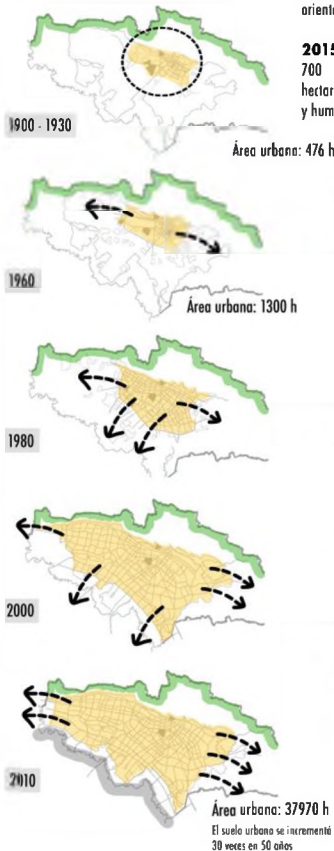 oriento
2015
700
hectar
y hum
1900 - 1930
Área urbana: 476 h
1960
Área urbana: 1300 h
1980
2000
2010
Área urbana: 37970 h
El suelo urbano se incrementó
30 veces en 50 años